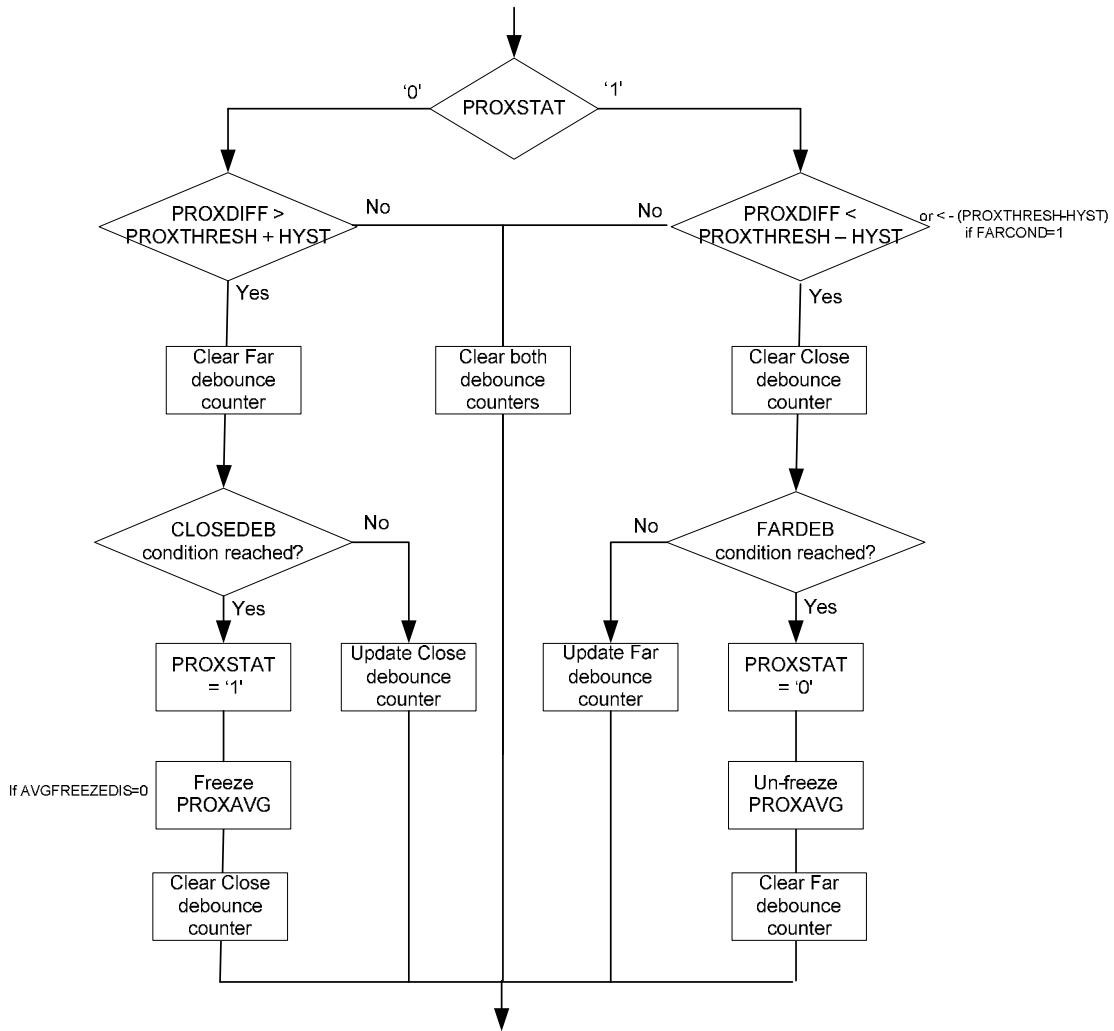 '0'
PROXSTAT
'1'
PROXDIFF >
PROXTHRESH + HYST
No
No
PROXDIFF <
PROXTHRESH – HYST
or < - (PROXTHRESH-HYST)
if FARCOND=1
Yes
Yes
Clear Far
debounce
counter
Clear both
debounce
counters
Clear Close
debounce
counter
CLOSEDEB
condition reached?
No
No
FARDEB
condition reached?
Yes
Yes
PROXSTAT
= '1'
Update Close
debounce
counter
Update Far
debounce
counter
PROXSTAT
= '0'
If AVGFREEZEDIS=0
Freeze
PROXAVG
Un-freeze
PROXAVG
Clear Close
debounce
counter
Clear Far
debounce
counter